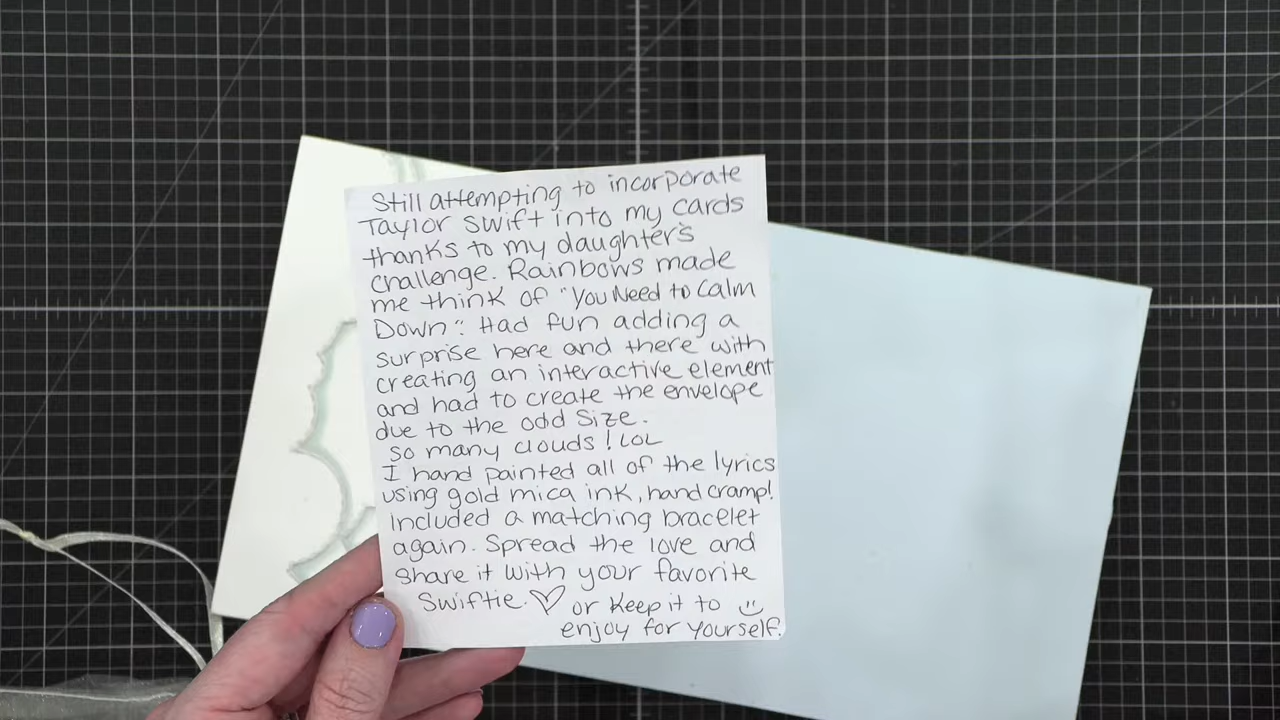 Still attempting to incorporate
Taylor Swift into my cards
thanks to my daughter's
challenge. Rainbows made
me think of "You Need to Calm
Down". Had fun adding a
surprise here and there with
creating an interactive element
and had to create the envelope
due to the odd size.
So many clouds! LOL
I hand painted all of the lyrics
using gold mica ink, hand cramp!
Included a matching bracelet
again. Spread the love and
share it with your favorite
Swiftie. ♡ or keep it to
enjoy for yourself.